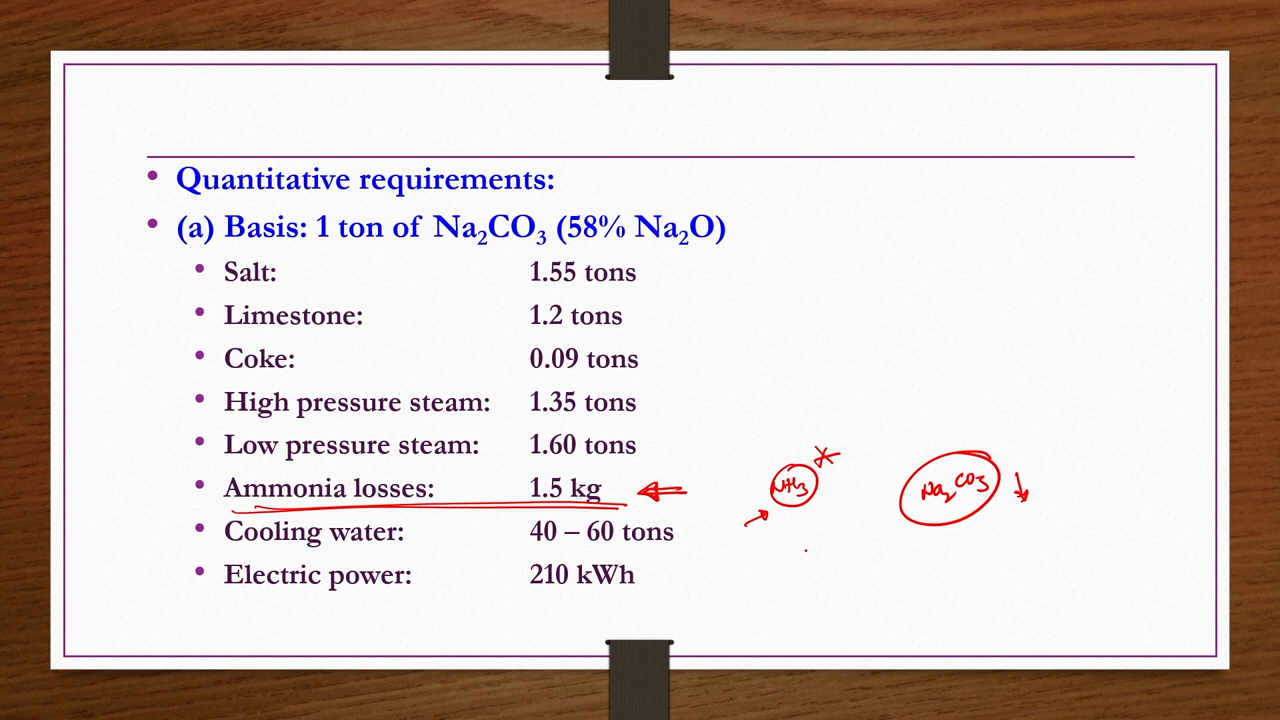 Quantitative requirements:
(a) Basis: 1 ton of Na₂CO₃ (58% Na₂O)
Salt: 1.55 tons
Limestone: 1.2 tons
Coke: 0.09 tons
High pressure steam: 1.35 tons
Low pressure steam: 1.60 tons
Ammonia losses: 1.5 kg
NH₃
Na₂CO₃
Cooling water: 40 – 60 tons
Electric power: 210 kWh